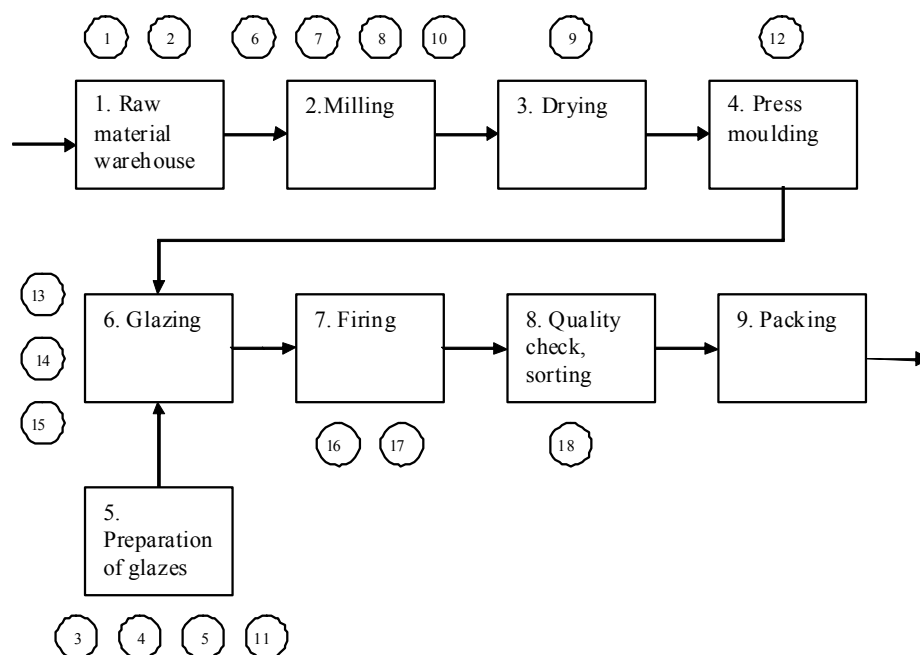 1 2 6 7 8 10 9 12
1. Raw
material
warehouse
2.Milling
3. Drying
4. Press
moulding
13
14
15
6. Glazing
7. Firing
8. Quality
check,
sorting
9. Packing
16 17 18
5.
Preparation
of glazes
3 4 5 11